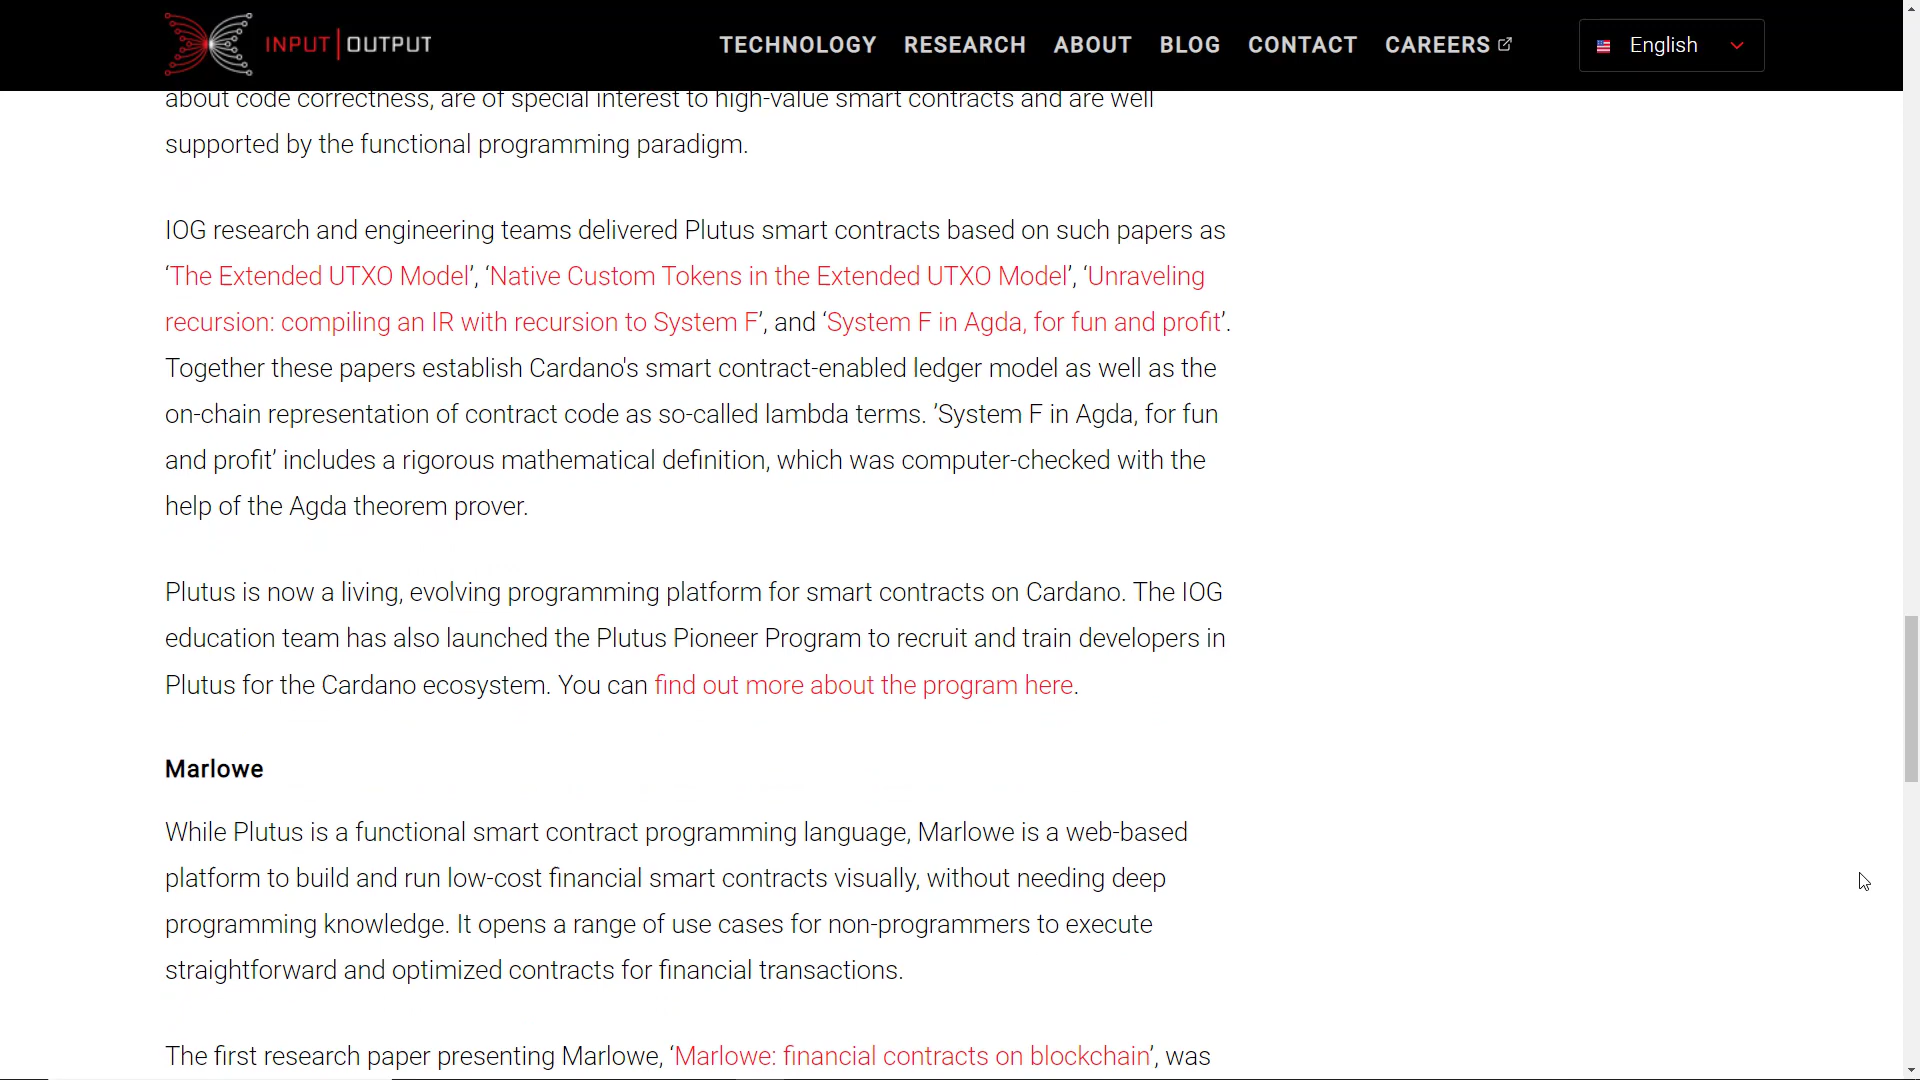 INPUT | OUTPUT
TECHNOLOGY RESEARCH ABOUT BLOG CONTACT CAREERS
English
about code correctness, are of special interest to high-value smart contracts and are well
supported by the functional programming paradigm.
IOG research and engineering teams delivered Plutus smart contracts based on such papers as
‘The Extended UTXO Model’, ‘Native Custom Tokens in the Extended UTXO Model’, ‘Unraveling
recursion: compiling an IR with recursion to System F’, and ‘System F in Agda, for fun and profit’.
Together these papers establish Cardano's smart contract-enabled ledger model as well as the
on-chain representation of contract code as so-called lambda terms. ’System F in Agda, for fun
and profit’ includes a rigorous mathematical definition, which was computer-checked with the
help of the Agda theorem prover.
Plutus is now a living, evolving programming platform for smart contracts on Cardano. The IOG
education team has also launched the Plutus Pioneer Program to recruit and train developers in
Plutus for the Cardano ecosystem. You can find out more about the program here.
Marlowe
While Plutus is a functional smart contract programming language, Marlowe is a web-based
platform to build and run low-cost financial smart contracts visually, without needing deep
programming knowledge. It opens a range of use cases for non-programmers to execute
straightforward and optimized contracts for financial transactions.
The first research paper presenting Marlowe, ‘Marlowe: financial contracts on blockchain’, was